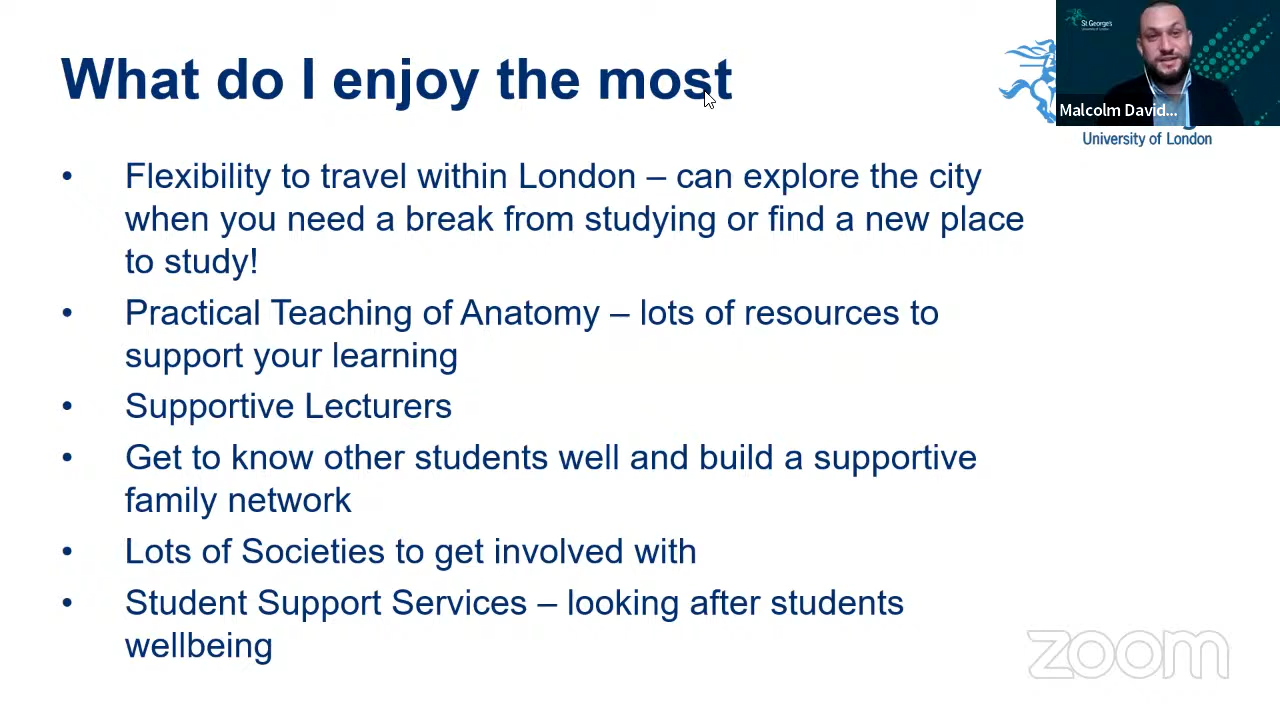 What do I enjoy the most
St George's
University of London
Malcolm David...
University of London
• Flexibility to travel within London – can explore the city
when you need a break from studying or find a new place
to study!
• Practical Teaching of Anatomy – lots of resources to
support your learning
• Supportive Lecturers
• Get to know other students well and build a supportive
family network
• Lots of Societies to get involved with
• Student Support Services – looking after students
wellbeing
zoom